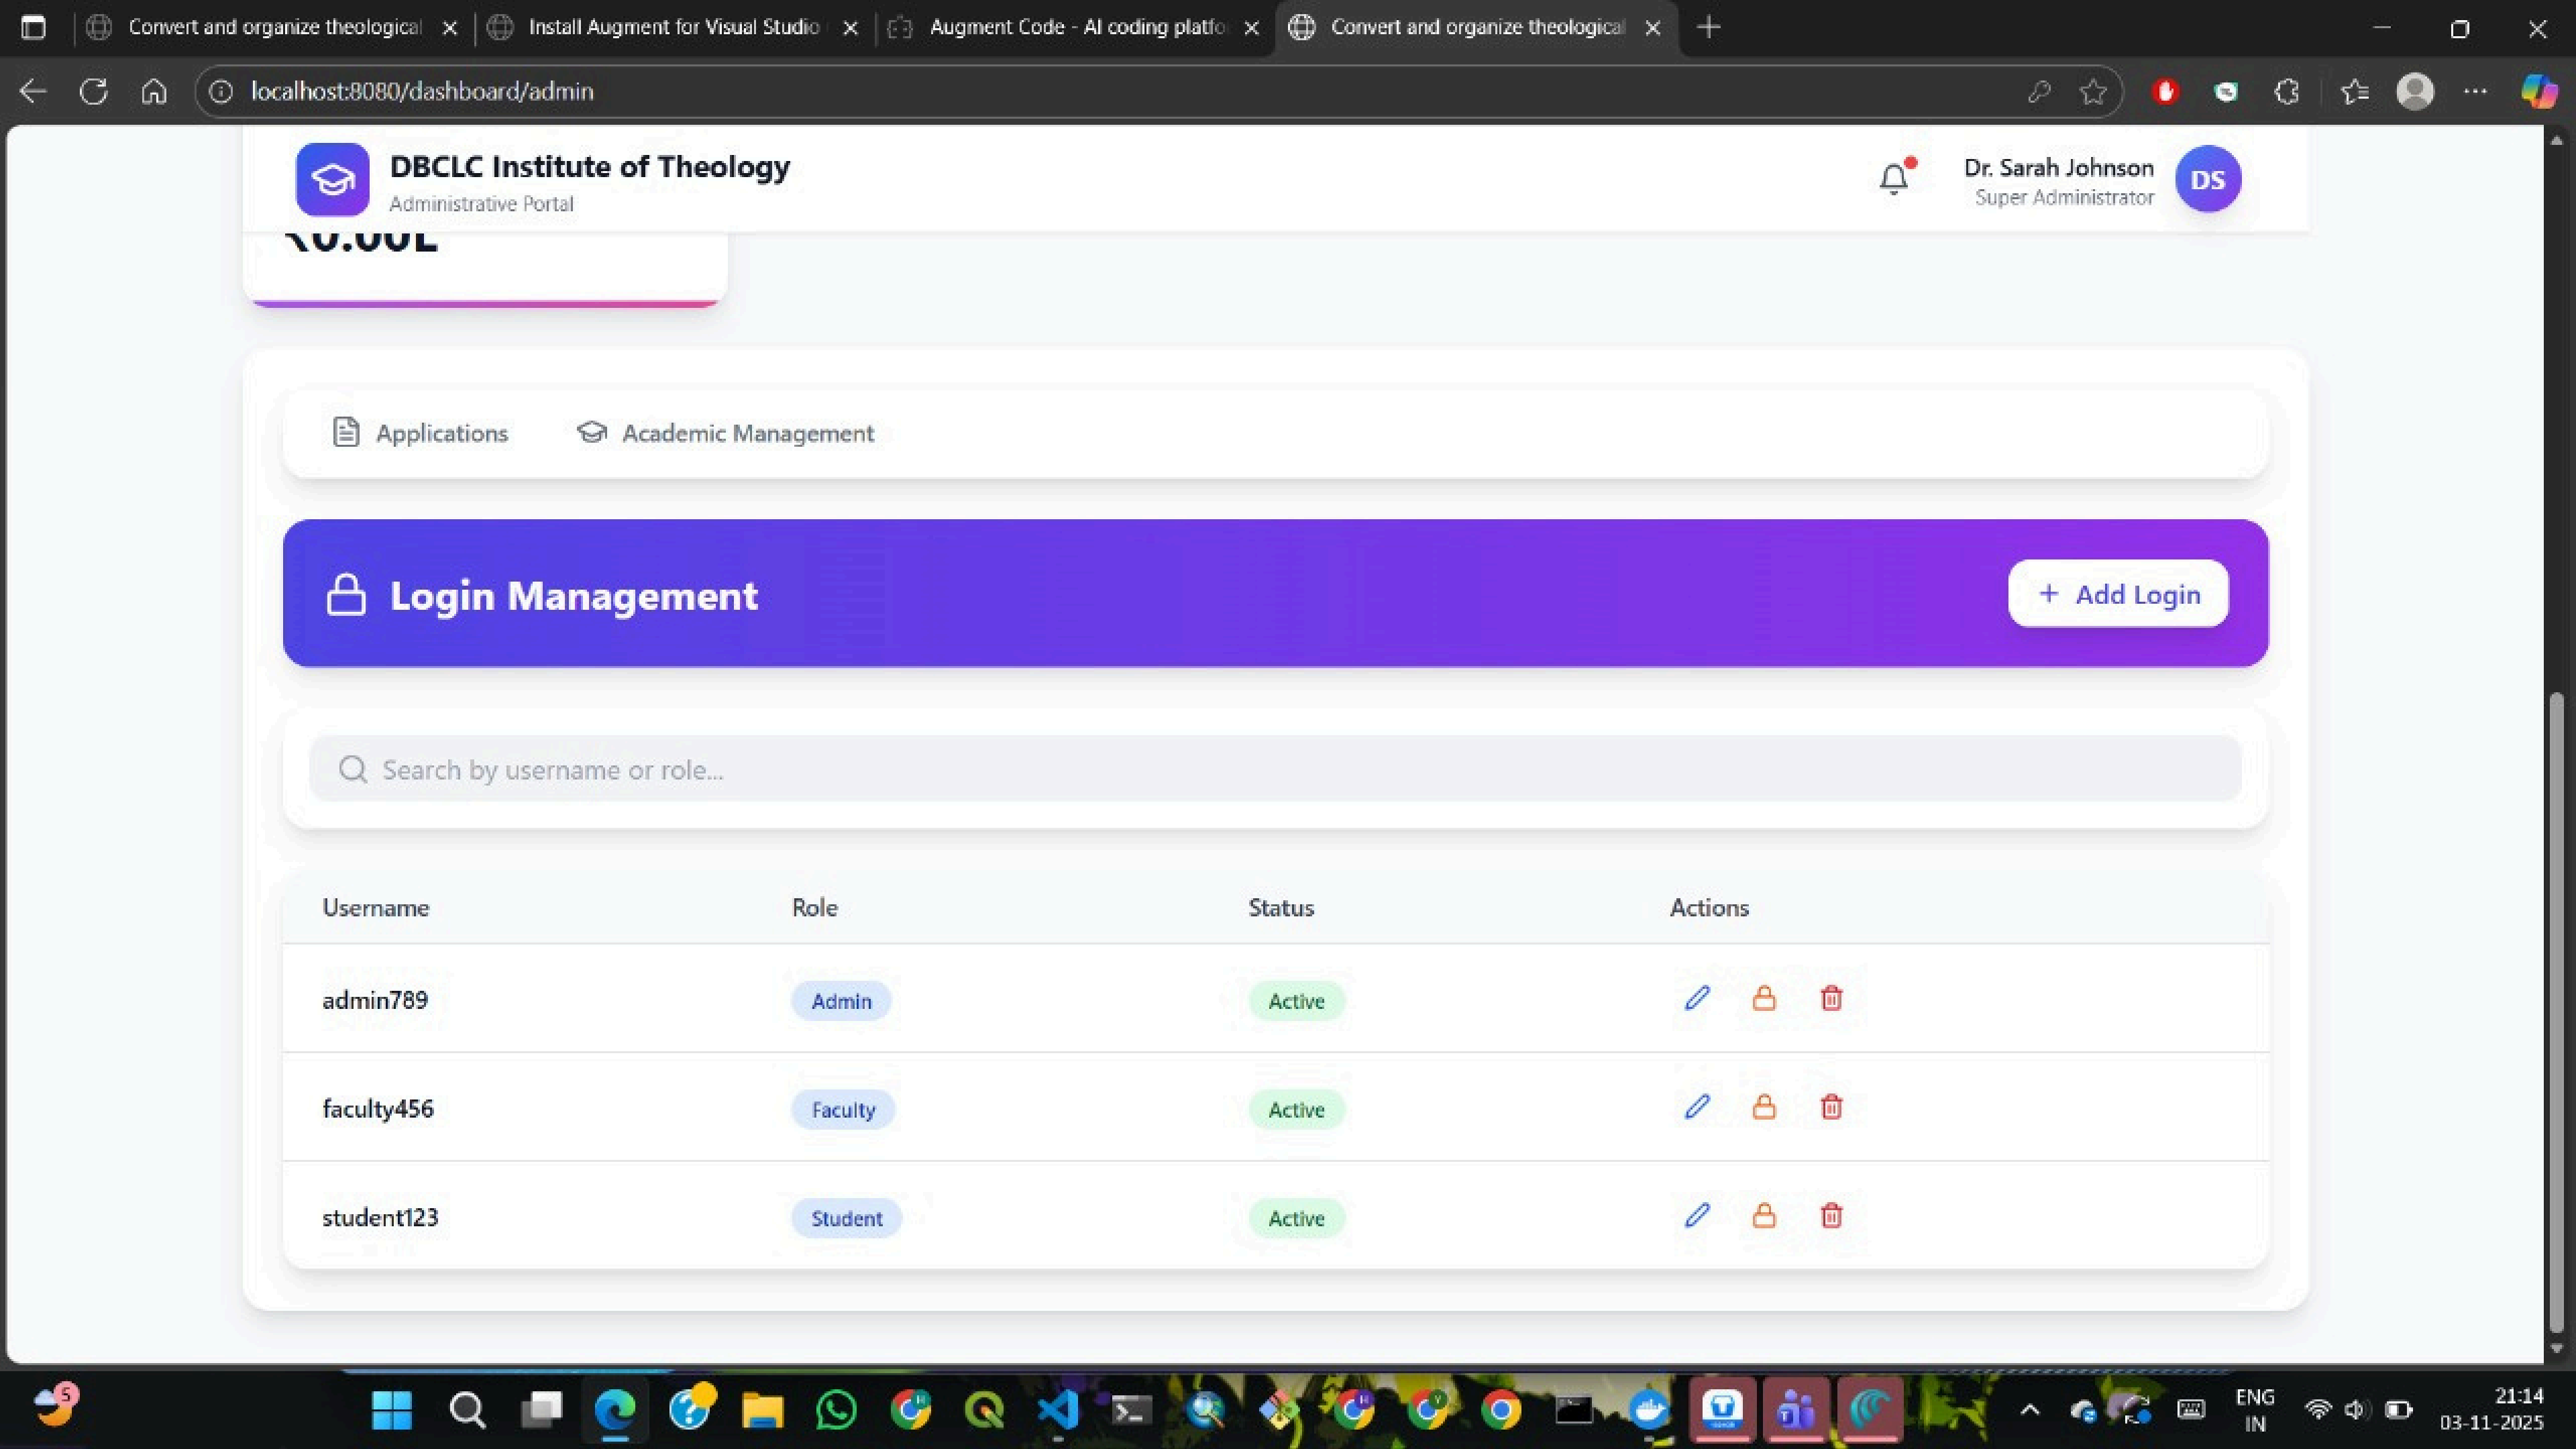 Convert and organize theological
Install Augment for Visual Studio
Augment Code - AI coding platfo
Convert and organize theological
localhost:8080/dashboard/admin
DBCLC Institute of Theology
Administrative Portal
Dr. Sarah Johnson
Super Administrator
DS
₹0.00L
Applications
Academic Management
Login Management
+ Add Login
Search by username or role...
Username Role Status Actions
admin789 Admin Active
faculty456 Faculty Active
student123 Student Active
5
ENG
IN
21:14
03-11-2025